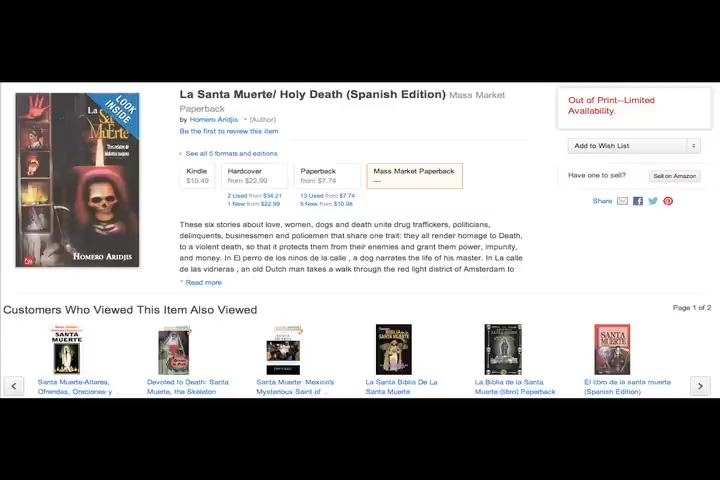 La Santa Muerte/ Holy Death (Spanish Edition) Mass Market
Paperback
by Homero Aridjis (Author)
Be the first to review this item
See all 5 formats and editions
Kindle
$10.49
Hardcover
from $22.99
Paperback
from $7.74
Mass Market Paperback
—
2 Used from $34.21
1 New from $22.99
13 Used from $7.74
5 New from $10.98
These six stories about love, women, dogs and death unite drug traffickers, politicians,
delinquents, businessmen and policemen that share one trait: they all render homage to Death,
to a violent death, so that it protects them from their enemies and grant them power, impunity,
and money. In El perro de los ninos de la calle , a dog narrates the life of his master. In La calle
de las vidrieras , an old Dutch man takes a walk through the red light district of Amsterdam to
Read more
LOOK
INSIDE
La
Santa
Muerte
HOMERO ARIDJIS
Out of Print--Limited
Availability.
Add to Wish List
Have one to sell?
Sell on Amazon
Share
Customers Who Viewed This Item Also Viewed
Page 1 of 2
SANTA
MUERTE
BIBLIA
SANTA MUERTE
SANTA
MUERTE
Santa Muerte-Altares,
Ofrendas, Oraciones y ...
Devoted to Death: Santa
Muerte, the Skeleton
Santa Muerte: Mexico's
Mysterious Saint of ...
La Santa Biblia De La
Santa Muerte
La Biblia de la Santa
Muerte (libro) Paperback
El libro de la santa muerte
(Spanish Edition)